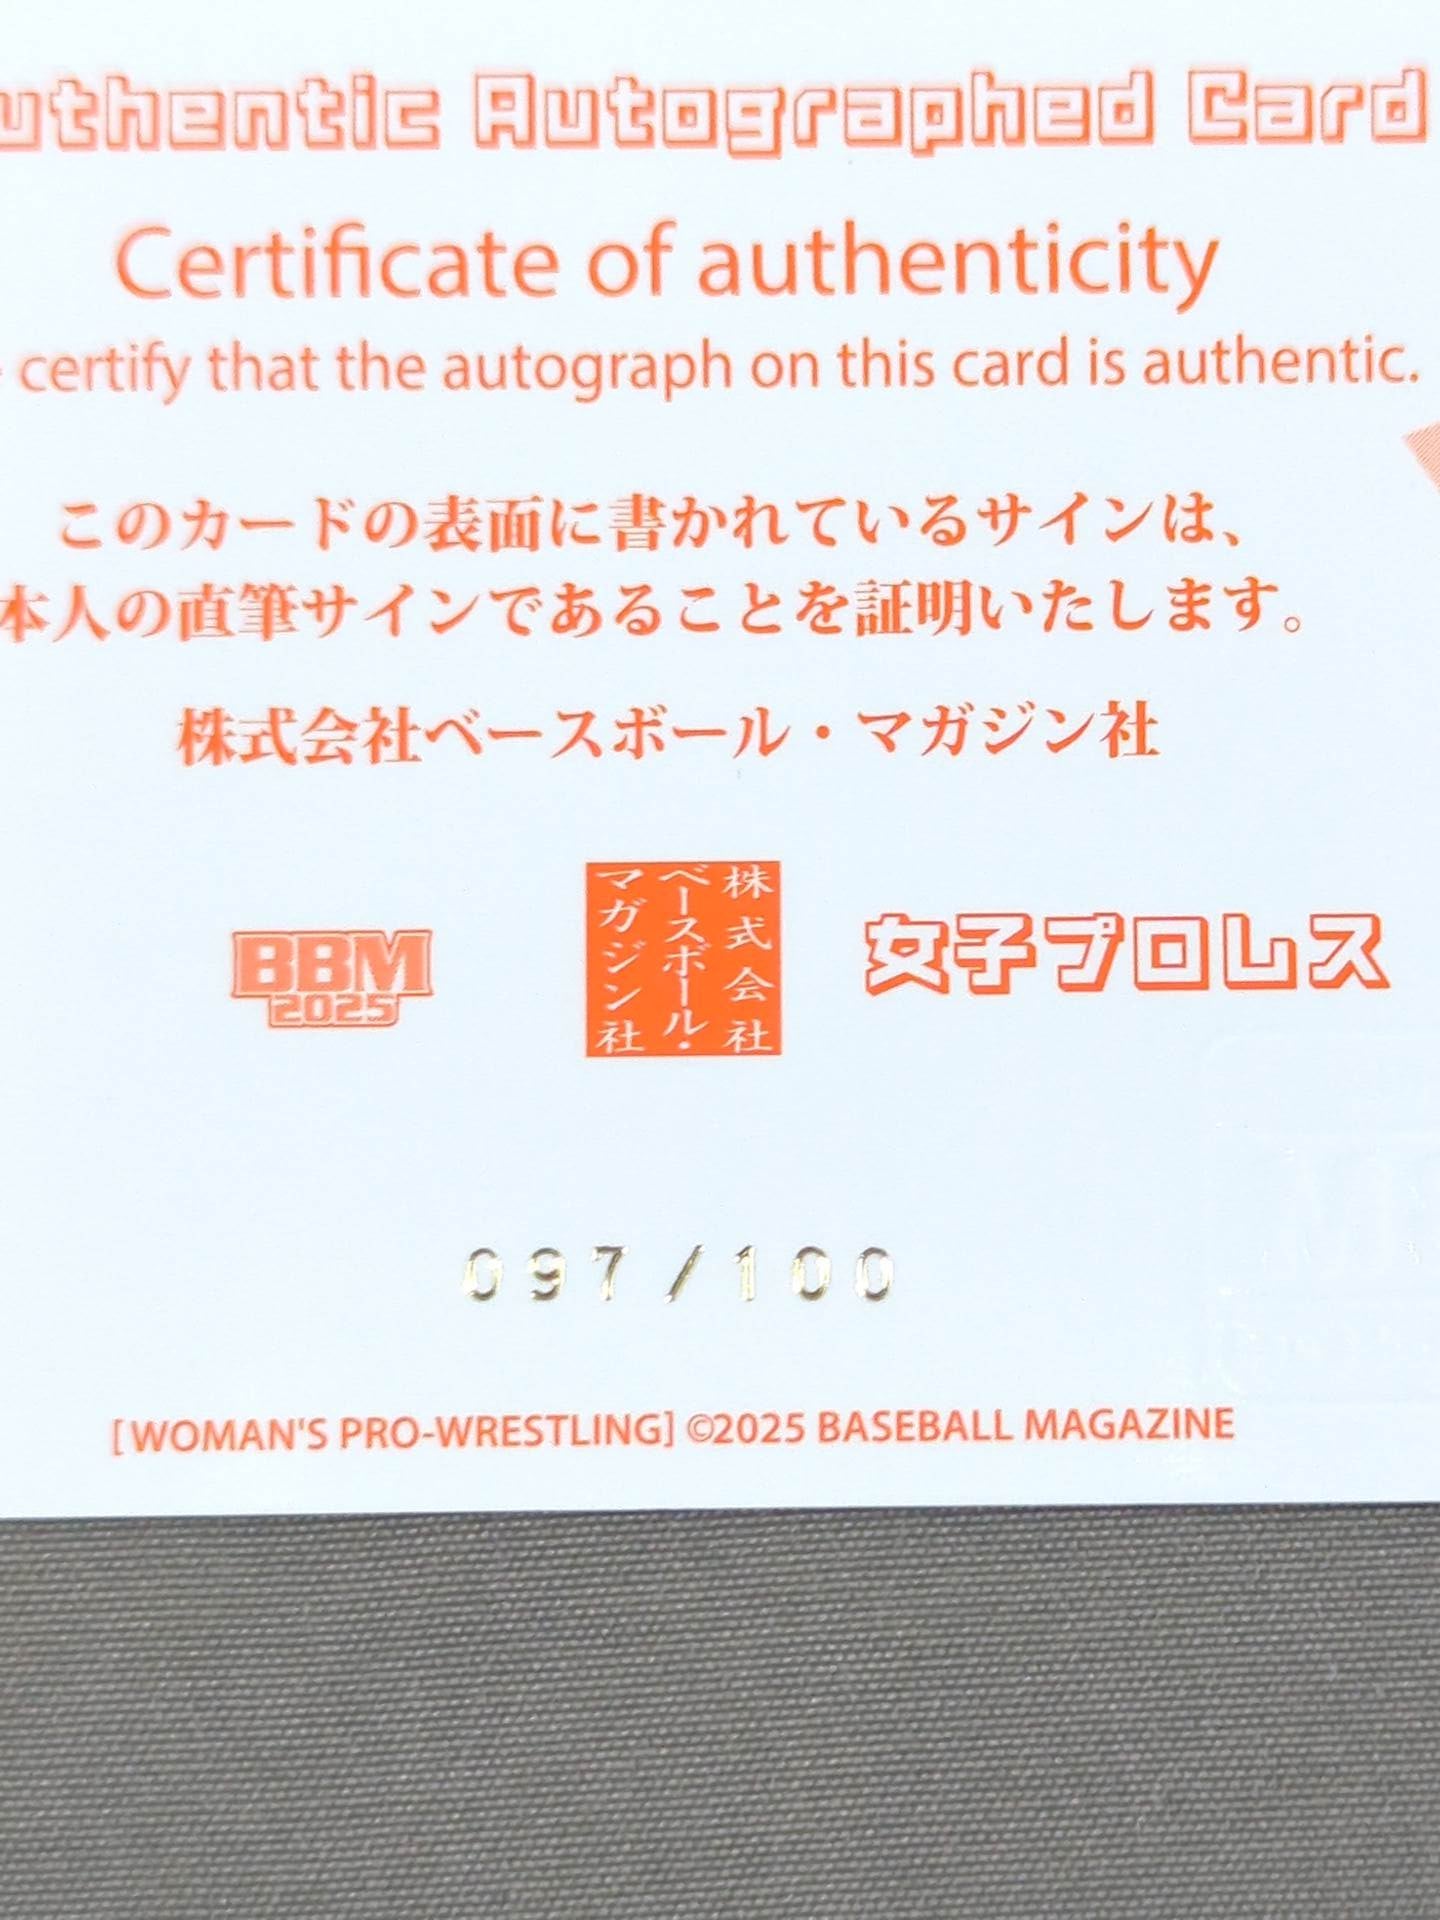 uthentic Autographed Card
Certificate of authenticity
certify that the autograph on this card is authentic.
このカードの表面に書かれているサインは、
本人の直筆サインであることを証明いたします。
株式会社ベースボール・マガジン社
BBM
2025
株式会社
ベースボール・
マガジン社
女子プロレス
097/100
[WOMAN'S PRO-WRESTLING] ©2025 BASEBALL MAGAZINE